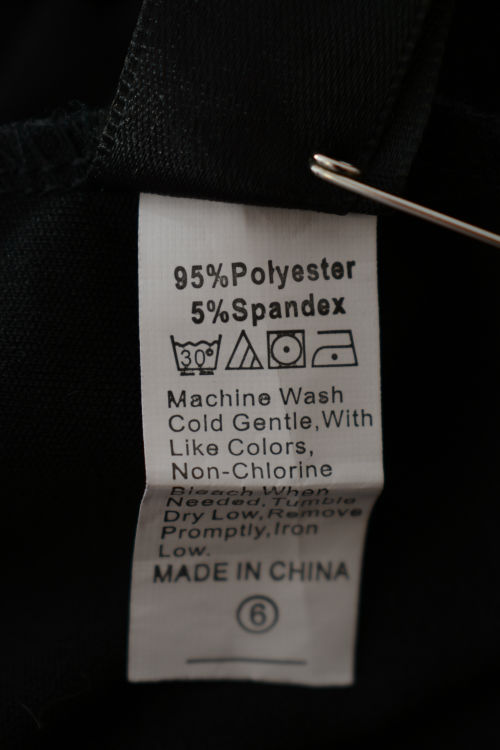 95%Polyester
5%Spandex
30°
Machine Wash
Cold Gentle,With
Like Colors,
Non-Chlorine
Bleach When
Needed,Tumble
Dry Low,Remove
Promptly,Iron
Low.
MADE IN CHINA
6